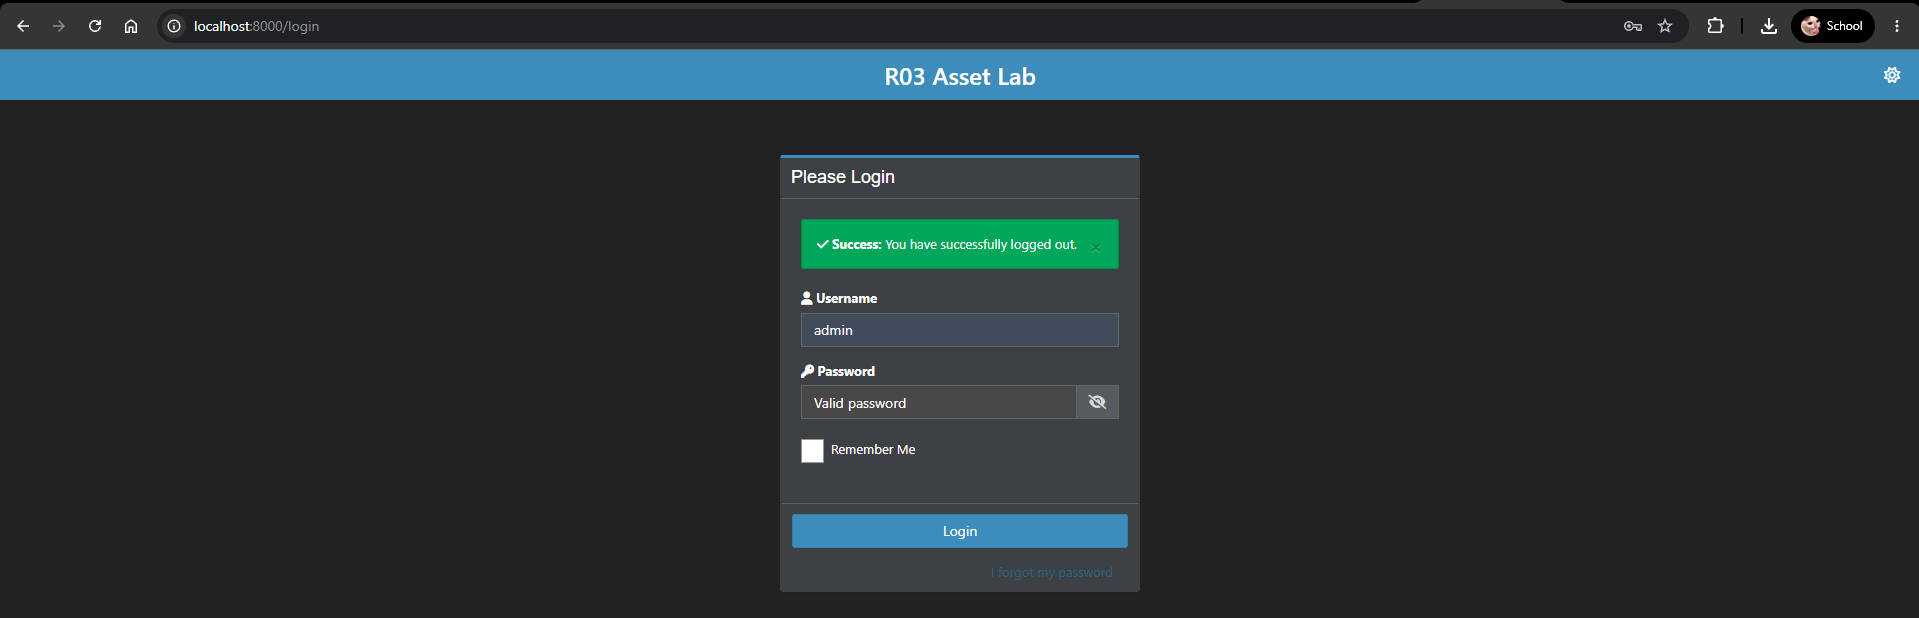 localhost:8000/login
School
R03 Asset Lab
Please Login
Success: You have successfully logged out. ×
Username
admin
Password
Valid password
Remember Me
Login
I forgot my password